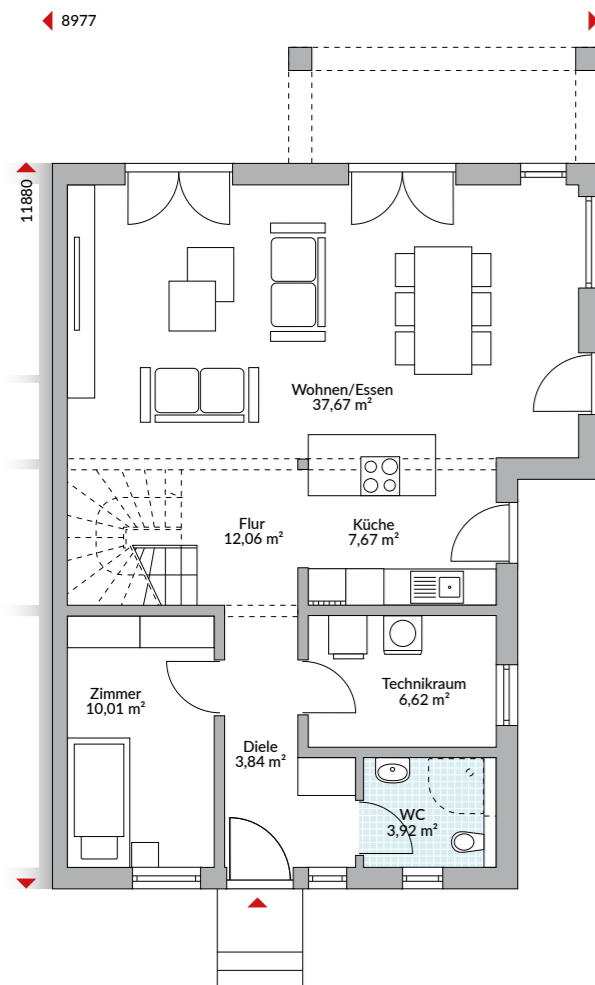 8977
11880
Wohnen/Essen
37,67 m²
Flur
12,06 m²
Küche
7,67 m²
Zimmer
10,01 m²
Technikraum
6,62 m²
Diele
3,84 m²
WC
3,92 m²